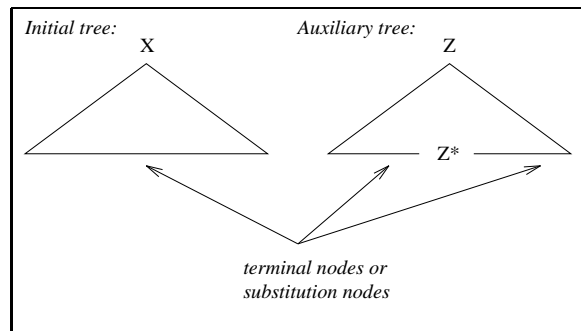 Initial tree:
Auxiliary tree:
X
Z
Z*
terminal nodes or
substitution nodes